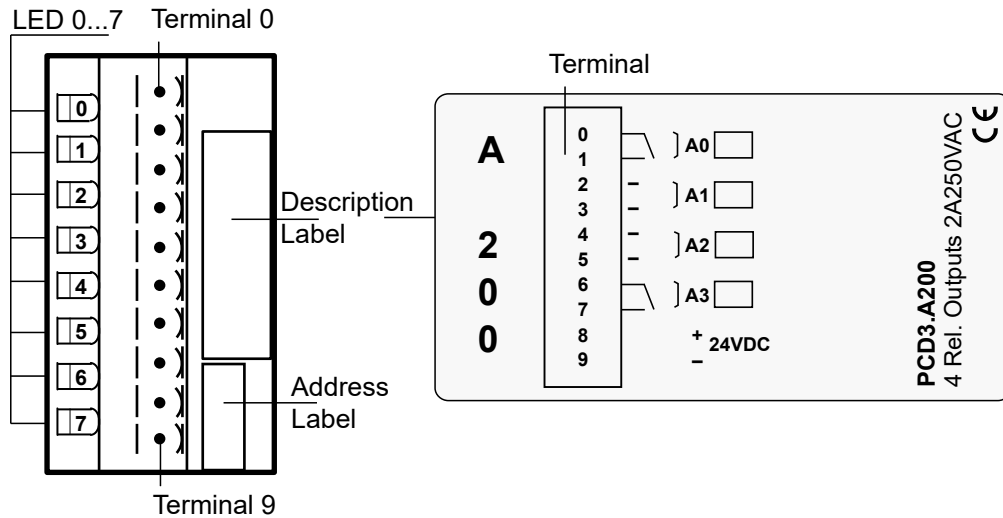 LED 0...7
Terminal 0
0
1
2
3
4
5
6
7
Description
Label
Address
Label
Terminal 9
Terminal
A
2
0
0
0
1
2
3
4
5
6
7
8
9
A0
A1
A2
A3
+
24VDC
–
PCD3.A200
4 Rel. Outputs 2A250VAC
CE